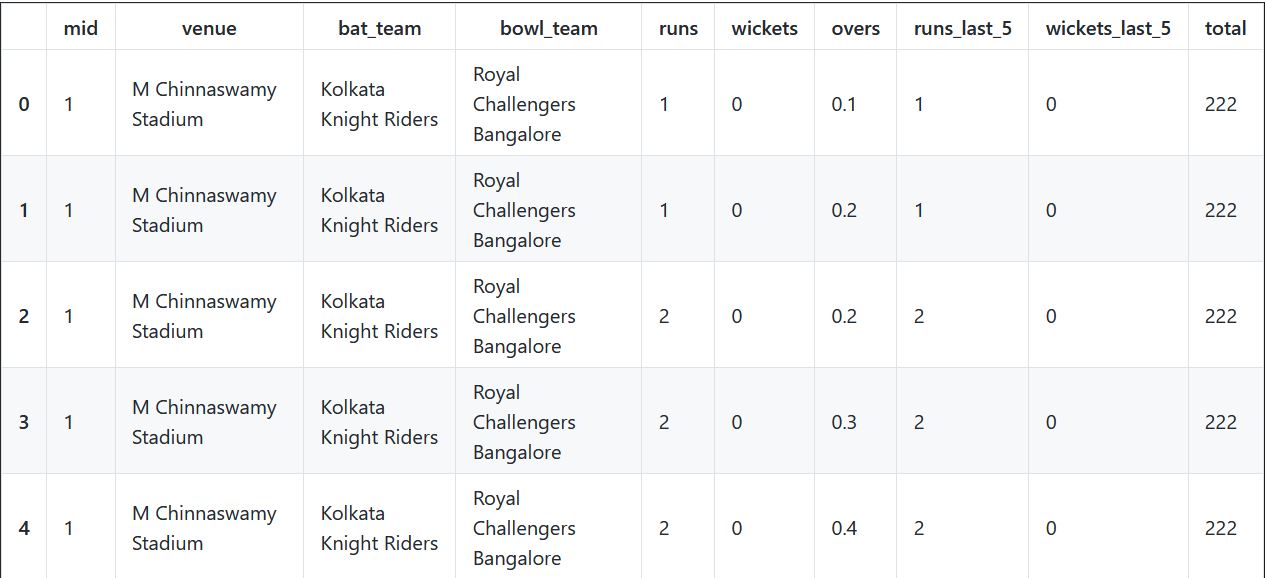 mid venue bat_team bowl_team runs wickets overs runs_last_5 wickets_last_5 total
0 1 M Chinnaswamy Stadium Kolkata Knight Riders Royal Challengers Bangalore 1 0 0.1 1 0 222
1 1 M Chinnaswamy Stadium Kolkata Knight Riders Royal Challengers Bangalore 1 0 0.2 1 0 222
2 1 M Chinnaswamy Stadium Kolkata Knight Riders Royal Challengers Bangalore 2 0 0.2 2 0 222
3 1 M Chinnaswamy Stadium Kolkata Knight Riders Royal Challengers Bangalore 2 0 0.3 2 0 222
4 1 M Chinnaswamy Stadium Kolkata Knight Riders Royal Challengers Bangalore 2 0 0.4 2 0 222